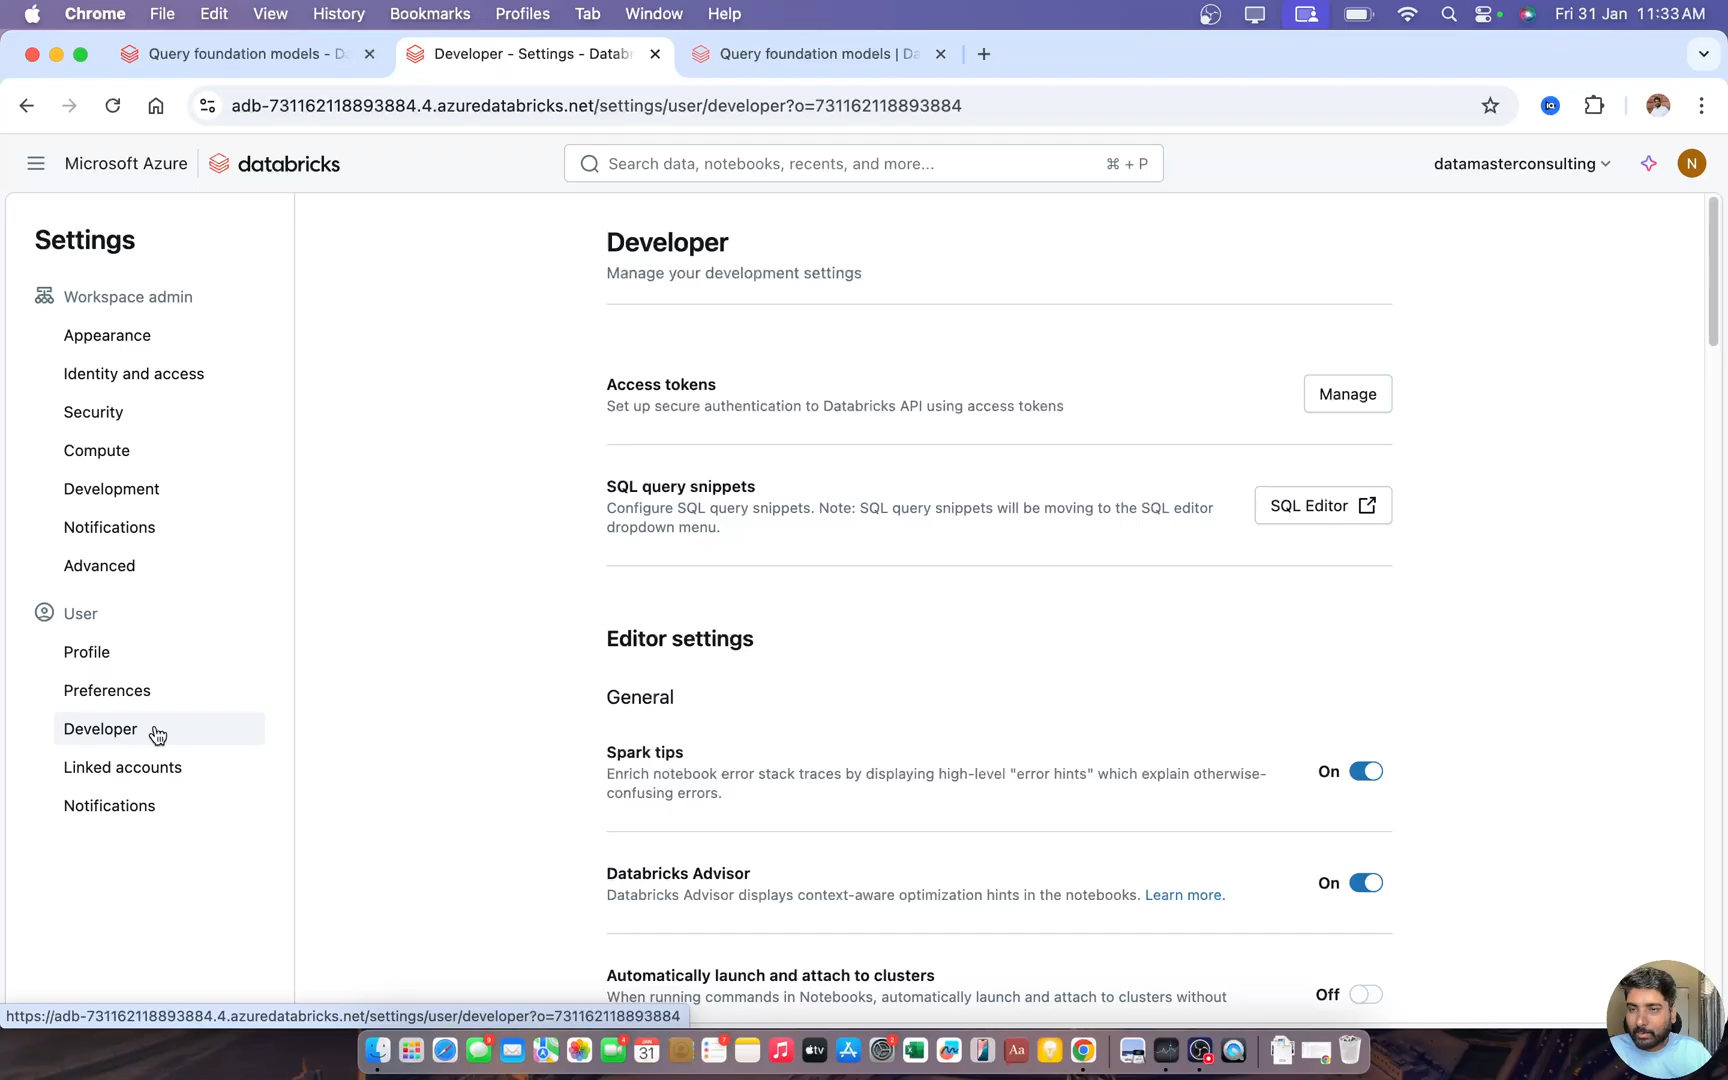 Chrome File Edit View History Bookmarks Profiles Tab Window Help Fri 31 Jan 11:33 AM
Query foundation models - D
Developer - Settings - Datab
Query foundation models | Da
adb-731162118893884.4.azuredatabricks.net/settings/user/developer?o=731162118893884
Microsoft Azure databricks
Search data, notebooks, recents, and more... ⌘ + P
datamasterconsulting
N
Settings
Workspace admin
Appearance
Identity and access
Security
Compute
Development
Notifications
Advanced
User
Profile
Preferences
Developer
Linked accounts
Notifications
Developer
Manage your development settings
Access tokens
Set up secure authentication to Databricks API using access tokens
Manage
SQL query snippets
Configure SQL query snippets. Note: SQL query snippets will be moving to the SQL editor
dropdown menu.
SQL Editor
Editor settings
General
Spark tips
Enrich notebook error stack traces by displaying high-level "error hints" which explain otherwise-
confusing errors.
On
Databricks Advisor
Databricks Advisor displays context-aware optimization hints in the notebooks. Learn more.
On
Automatically launch and attach to clusters
When running commands in Notebooks, automatically launch and attach to clusters without
Off
https://adb-731162118893884.4.azuredatabricks.net/settings/user/developer?o=731162118893884
JAN
31
tv
Aa